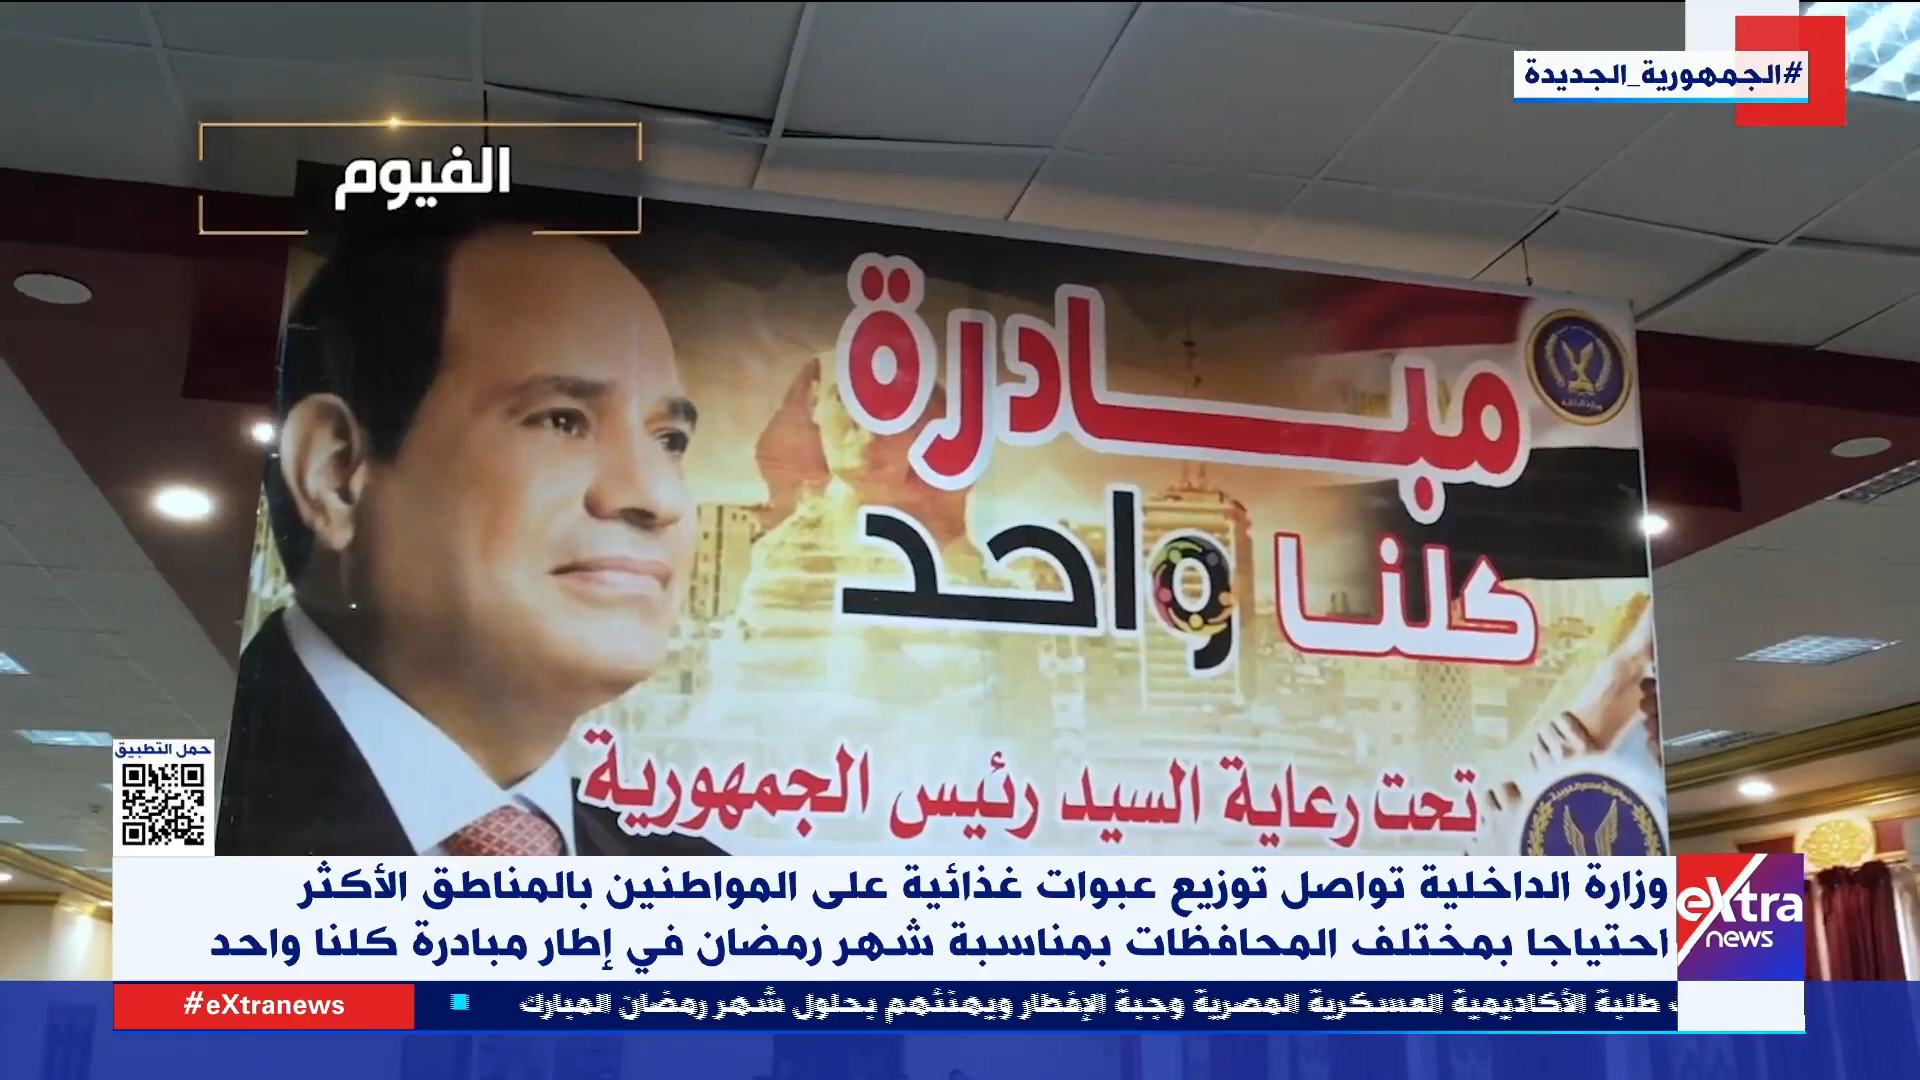 #الجمهورية_الجديدة
الفيوم
مبادرة
كلنا واحد
تحت رعاية السيد رئيس الجمهورية
حمل التطبيق
وزارة الداخلية تواصل توزيع عبوات غذائية على المواطنين بالمناطق الأكثر
احتياجا بمختلف المحافظات بمناسبة شهر رمضان في إطار مبادرة كلنا واحد
eXtra
news
#eXtranews
طلبة الأكاديمية العسكرية المصرية وجبة الإفطار ويهنئهم بحلول شهر رمضان المبارك